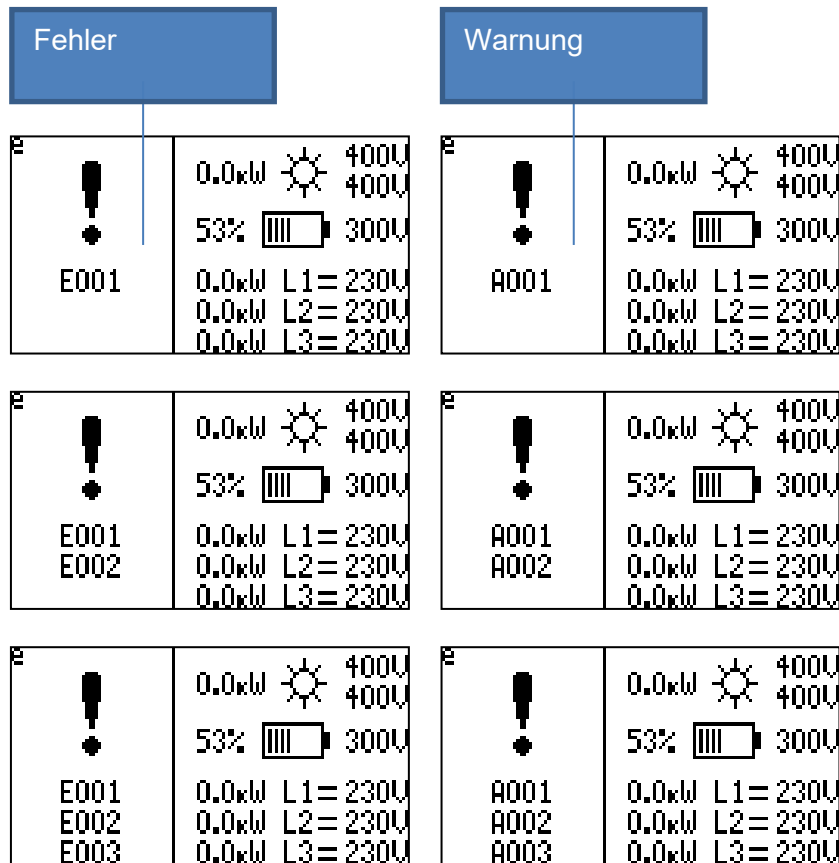 Fehler
Warnung
E001
0.0kW 400V
400V
53% 300V
0.0kW L1=230V
0.0kW L2=230V
0.0kW L3=230V
A001
0.0kW 400V
400V
53% 300V
0.0kW L1=230V
0.0kW L2=230V
0.0kW L3=230V
E001
E002
0.0kW 400V
400V
53% 300V
0.0kW L1=230V
0.0kW L2=230V
0.0kW L3=230V
A001
A002
0.0kW 400V
400V
53% 300V
0.0kW L1=230V
0.0kW L2=230V
0.0kW L3=230V
E001
E002
E003
0.0kW 400V
400V
53% 300V
0.0kW L1=230V
0.0kW L2=230V
0.0kW L3=230V
A001
A002
A003
0.0kW 400V
400V
53% 300V
0.0kW L1=230V
0.0kW L2=230V
0.0kW L3=230V